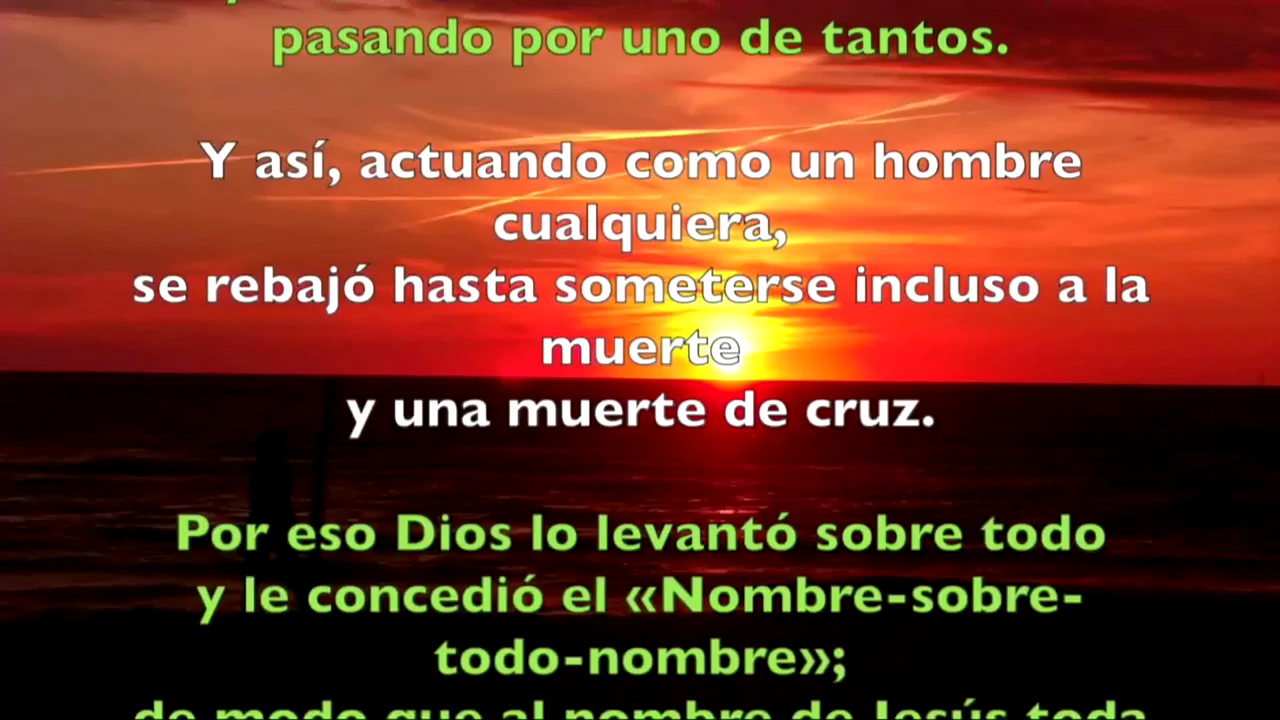 pasando por uno de tantos.
Y así, actuando como un hombre
cualquiera,
se rebajó hasta someterse incluso a la
muerte
y una muerte de cruz.
Por eso Dios lo levantó sobre todo
y le concedió el «Nombre-sobre-
todo-nombre»;
de modo que al nombre de Jesús toda